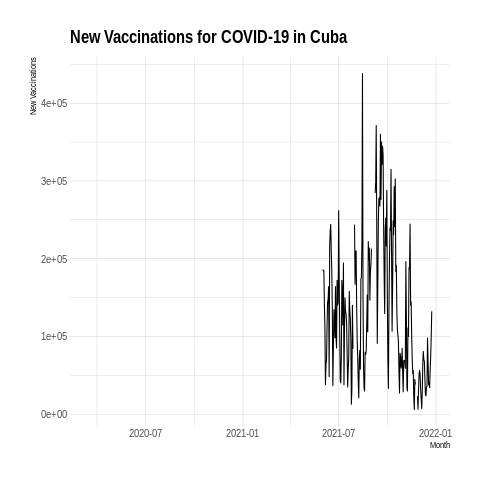 New Vaccinations for COVID-19 in Cuba
New Vaccinations
4e+05
3e+05
2e+05
1e+05
0e+00
2020-07 2021-01 2021-07 2022-01
Month